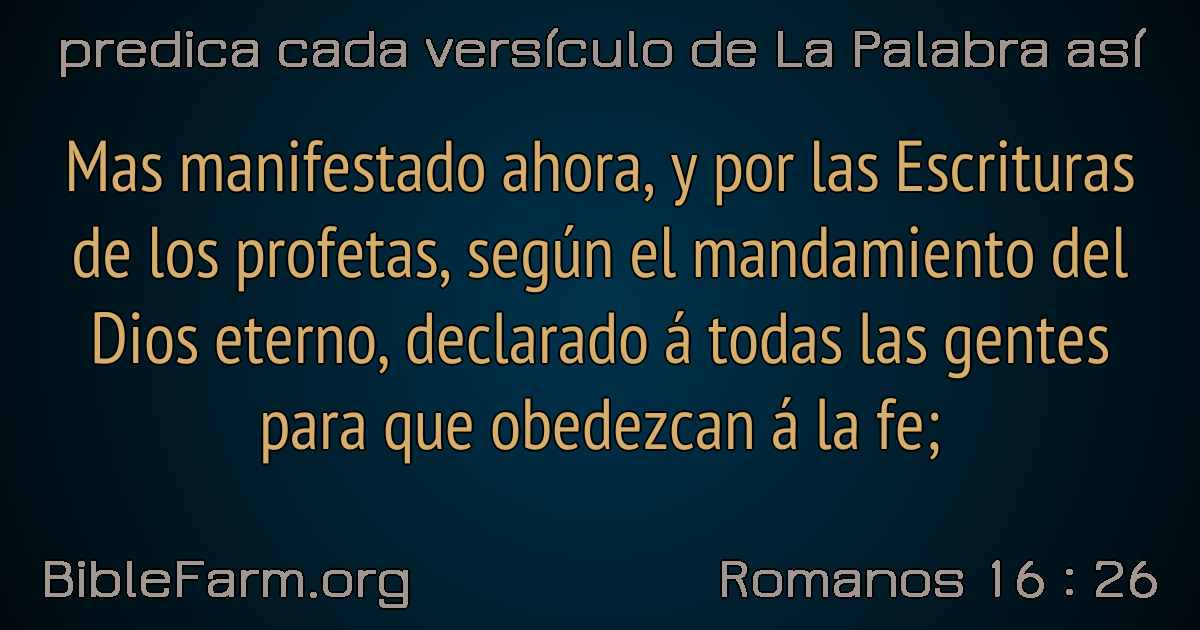 predica cada versículo de La Palabra así
Mas manifestado ahora, y por las Escrituras
de los profetas, según el mandamiento del
Dios eterno, declarado á todas las gentes
para que obedezcan á la fe;
BibleFarm.org
Romanos 16 : 26